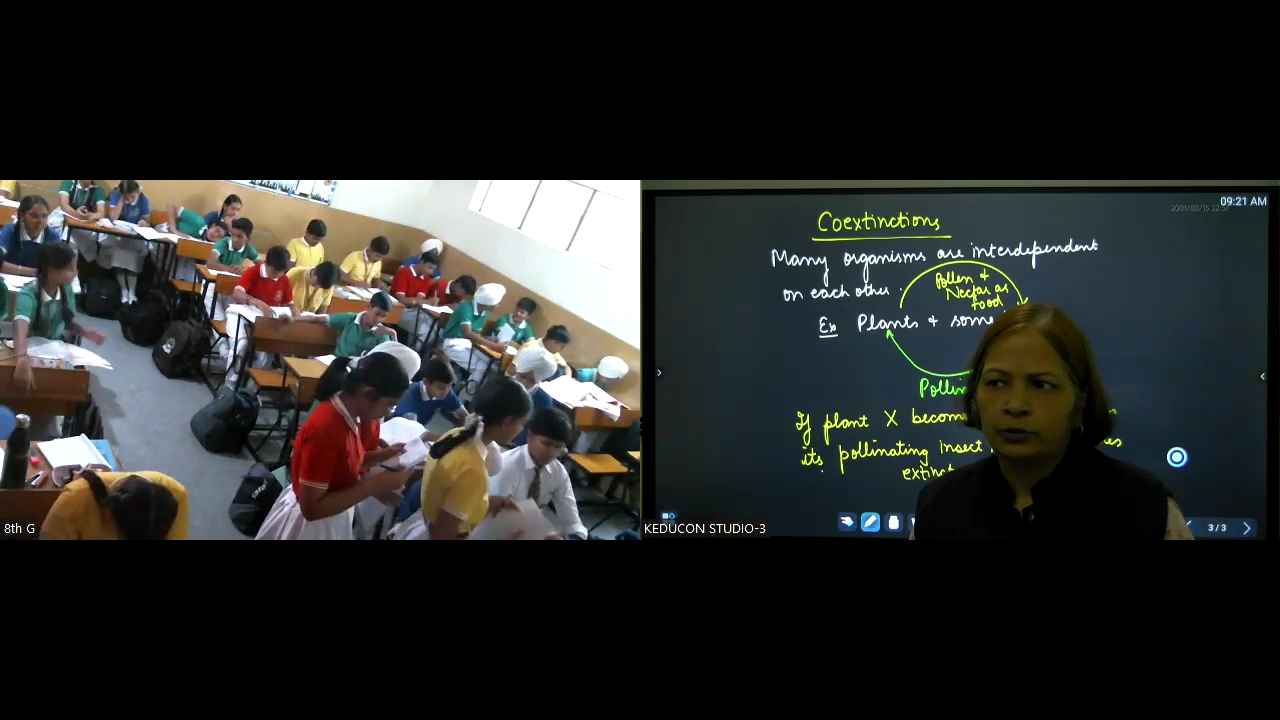 09:21 AM
Coextinctions
Many organisms are interdependent
on each other.
Pollen &
Nectar as
food
Ex Plants & some
Pollin
If plant X becom
its pollinating insect
extinct
3/3
8th G
KEDUCON STUDIO-3